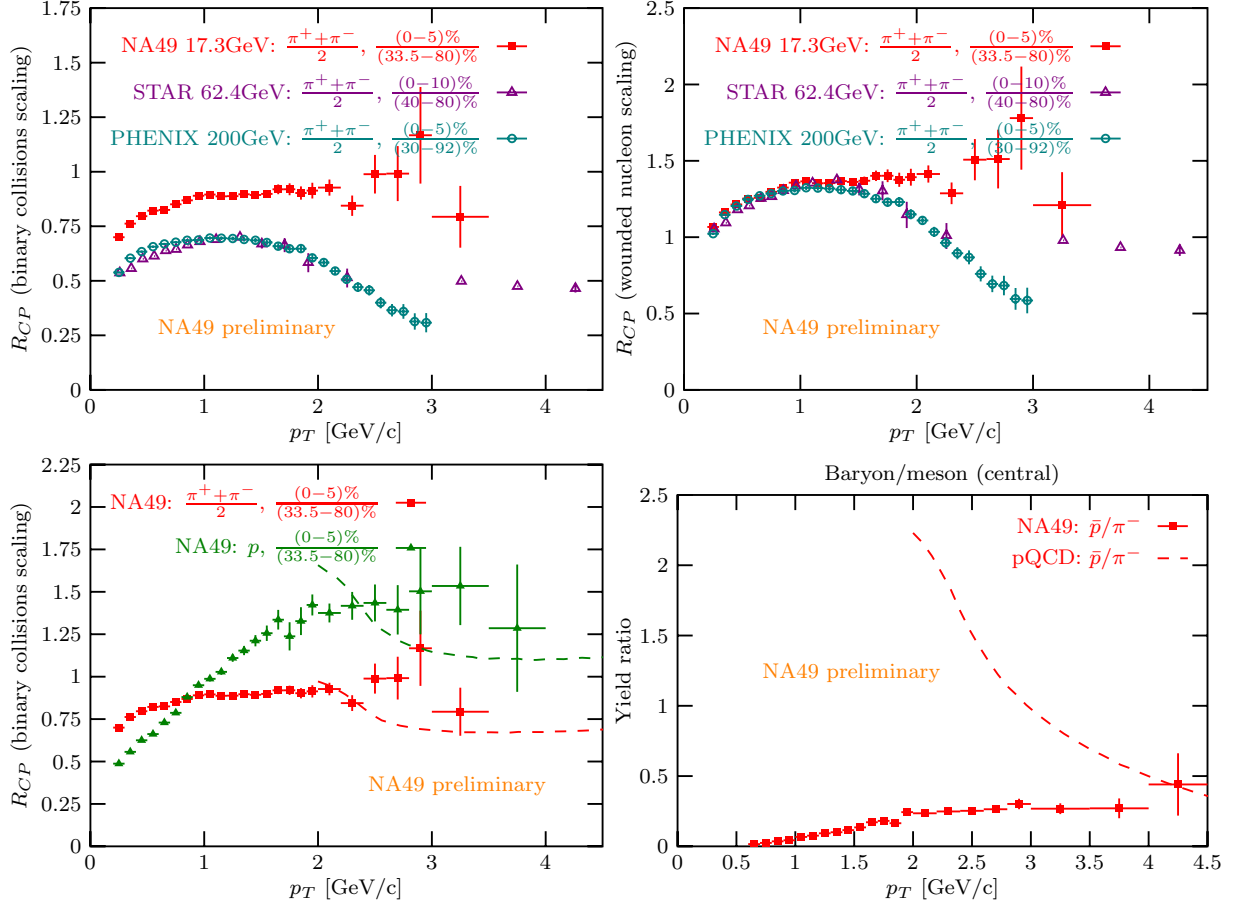 R_CP (binary collisions scaling)
1.75
1.5
1.25
1
0.75
0.5
0.25
0
NA49 17.3GeV: (π⁺+π⁻)/2, (0−5)%/(33.5−80)%
STAR 62.4GeV: (π⁺+π⁻)/2, (0−10)%/(40−80)%
PHENIX 200GeV: (π⁺+π⁻)/2, (0−5)%/(30−92)%
NA49 preliminary
0 1 2 3 4
p_T [GeV/c]
R_CP (wounded nucleon scaling)
2.5
2
1.5
1
0.5
0
NA49 17.3GeV: (π⁺+π⁻)/2, (0−5)%/(33.5−80)%
STAR 62.4GeV: (π⁺+π⁻)/2, (0−10)%/(40−80)%
PHENIX 200GeV: (π⁺+π⁻)/2, (0−5)%/(30−92)%
NA49 preliminary
0 1 2 3 4
p_T [GeV/c]
R_CP (binary collisions scaling)
2.25
2
1.75
1.5
1.25
1
0.75
0.5
0.25
0
NA49: (π⁺+π⁻)/2, (0−5)%/(33.5−80)%
NA49: p, (0−5)%/(33.5−80)%
NA49 preliminary
0 1 2 3 4
p_T [GeV/c]
Baryon/meson (central)
Yield ratio
2.5
2
1.5
1
0.5
0
NA49: p̄/π⁻
pQCD: p̄/π⁻
NA49 preliminary
0 0.5 1 1.5 2 2.5 3 3.5 4 4.5
p_T [GeV/c]